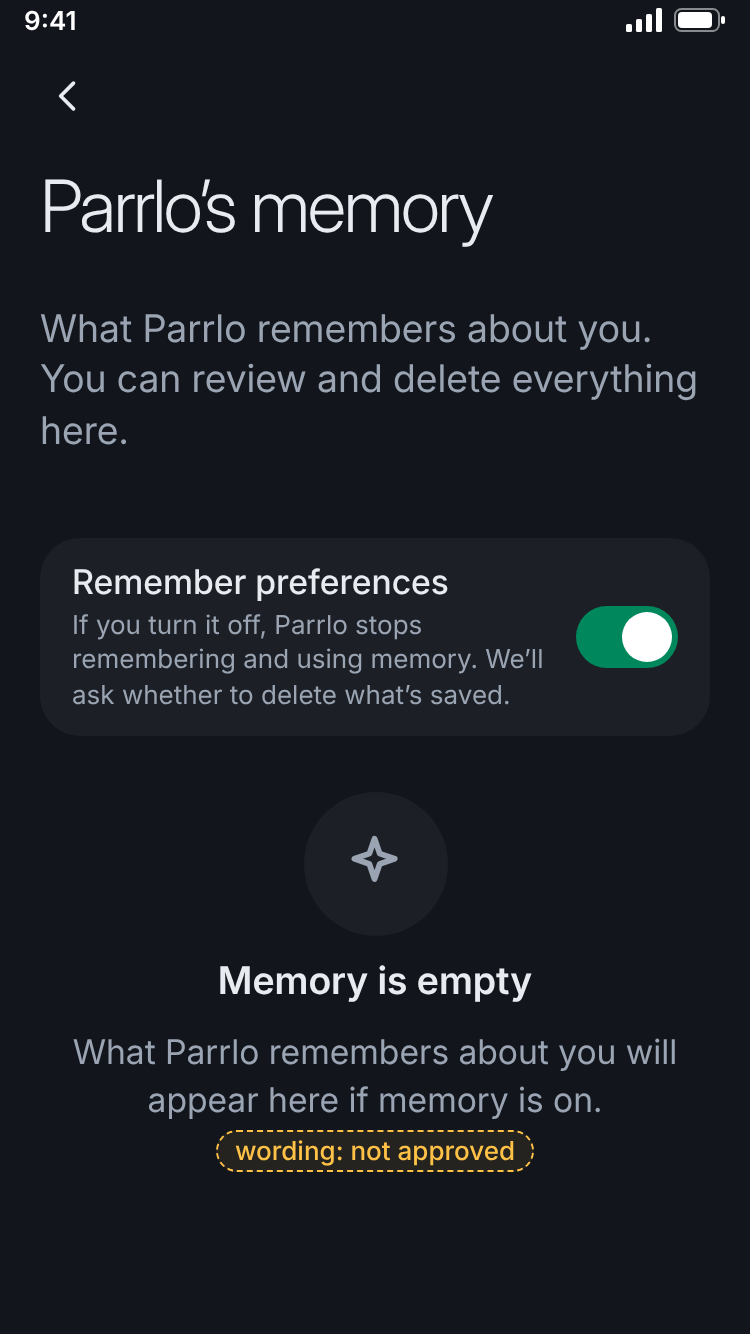 9:41
Parrlo’s memory
What Parrlo remembers about you.
You can review and delete everything
here.
Remember preferences
If you turn it off, Parrlo stops
remembering and using memory. We’ll
ask whether to delete what’s saved.
Memory is empty
What Parrlo remembers about you will
appear here if memory is on.
wording: not approved